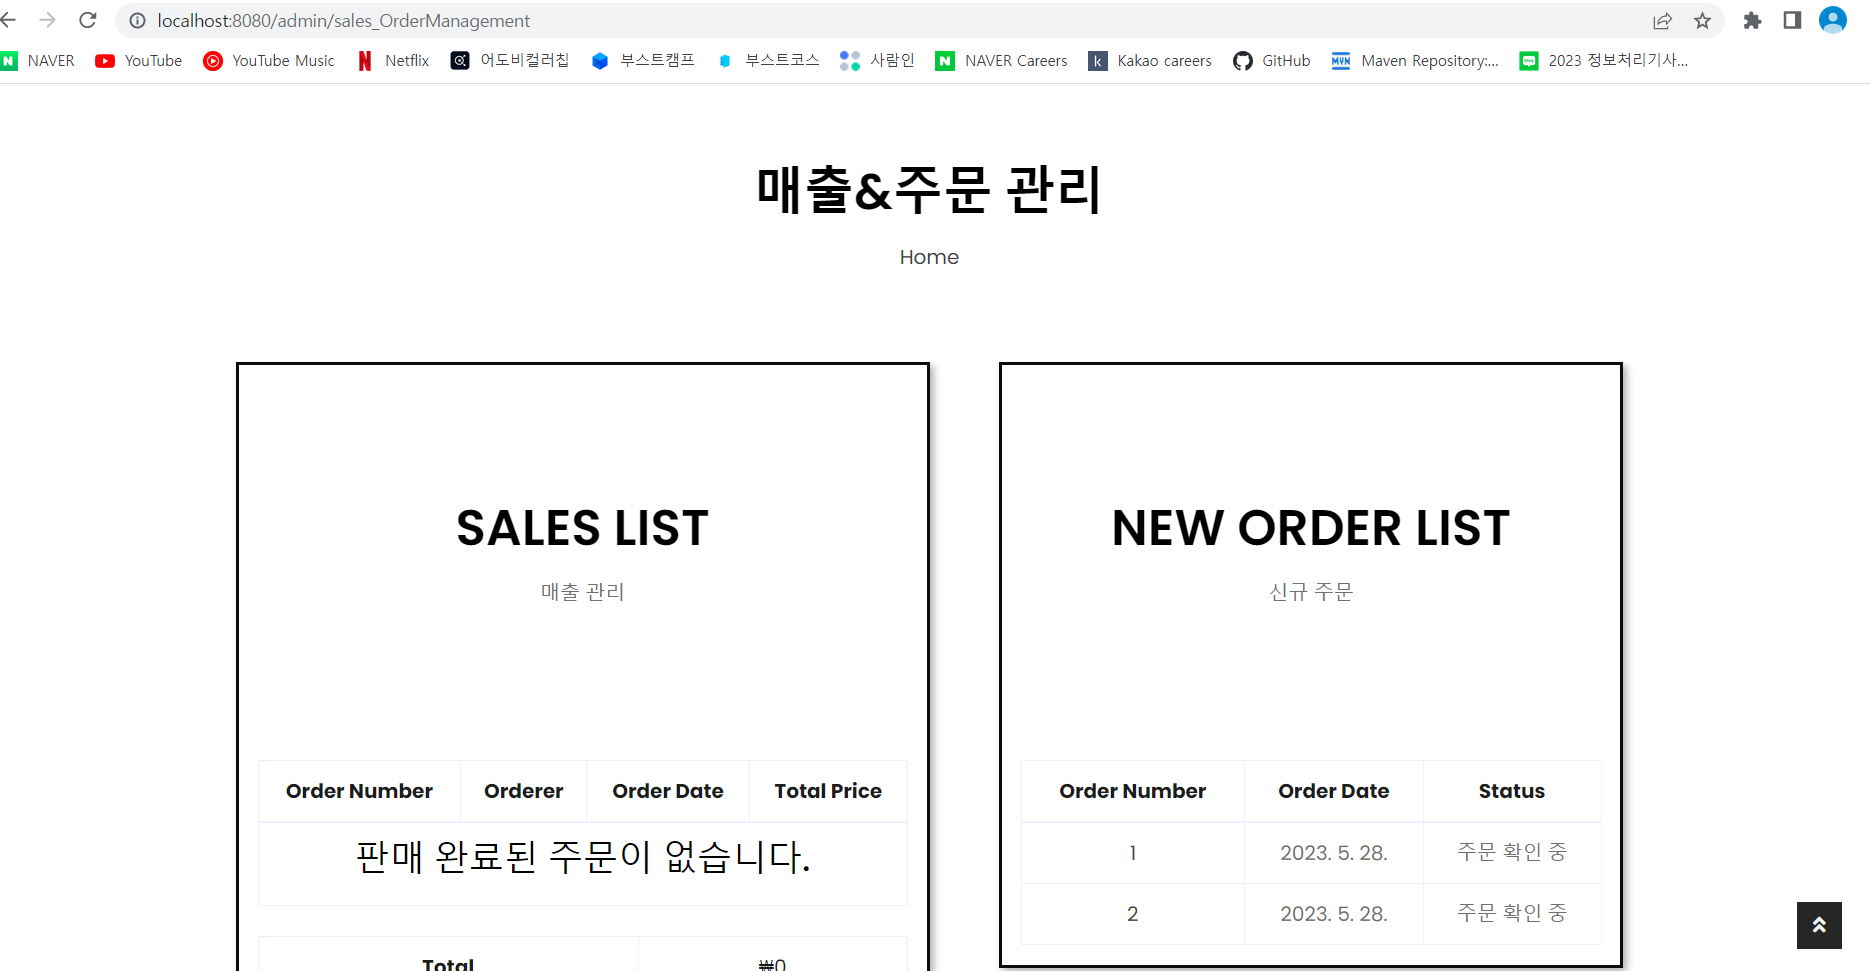 localhost:8080/admin/sales_OrderManagement
NAVER YouTube YouTube Music Netflix 어도비컬러칩 부스트캠프 부스트코스 사람인 NAVER Careers Kakao careers GitHub Maven Repository:... 2023 정보처리기사...
매출&주문 관리
Home
SALES LIST
매출 관리
Order Number Orderer Order Date Total Price
판매 완료된 주문이 없습니다.
Total ₩0
NEW ORDER LIST
신규 주문
Order Number Order Date Status
1 2023. 5. 28. 주문 확인 중
2 2023. 5. 28. 주문 확인 중